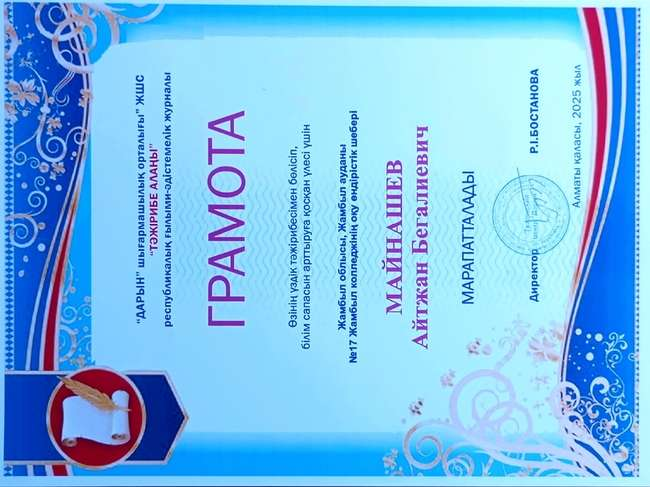 "ДАРЫН" шығармашылық орталығы" ЖШС
"ТӘЖІРИБЕ АЛАҢЫ"
республикалық ғылыми-әдістемелік журналы
ГРАМОТА
Өзінің үздік тәжірибесімен бөлісіп,
білім сапасын арттыруға қосқан үлесі үшін
Жамбыл облысы, Жамбыл ауданы
№17 Жамбыл колледжінің оқу өндірістік шебері
МАЙНАШЕВ
Айтжан Бегалиевич
МАРАПАТТАЛАДЫ
Директор Р.І.БОСТАНОВА
Алматы қаласы, 2025 жыл